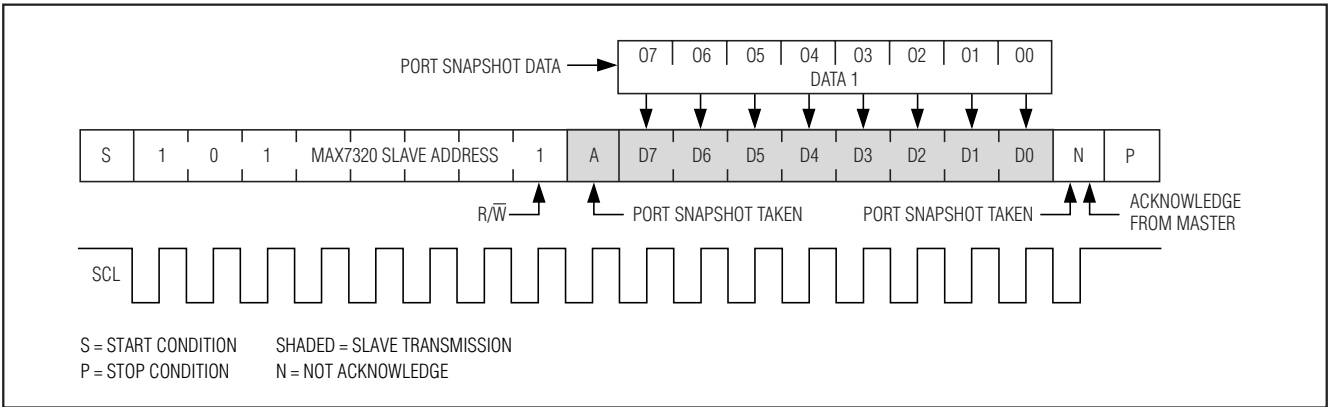 O7 O6 O5 O4 O3 O2 O1 O0
PORT SNAPSHOT DATA
DATA 1
S 1 0 1 MAX7320 SLAVE ADDRESS 1 A D7 D6 D5 D4 D3 D2 D1 D0 N P
R/W̅ PORT SNAPSHOT TAKEN PORT SNAPSHOT TAKEN ACKNOWLEDGE
FROM MASTER
SCL
S = START CONDITION SHADED = SLAVE TRANSMISSION
P = STOP CONDITION N = NOT ACKNOWLEDGE